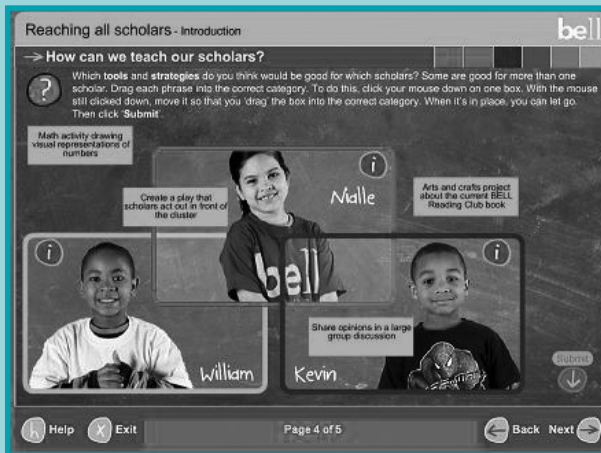 Reaching all scholars - Introduction
bell
How can we teach our scholars?
?
Which tools and strategies do you think would be good for which scholars? Some are good for more than one
scholar. Drag each phrase into the correct category. To do this, click your mouse down on one box. With the mouse
still clicked down, move it so that you 'drag' the box into the correct category. When it's in place, you can let go.
Then click 'Submit'.
Math activity drawing
visual representations of
numbers
i
Nialle
Create a play that
scholars act out in front of
the cluster
Arts and crafts project
about the current BELL
Reading Club book
bell
i
William
i
Share opinions in a large
group discussion
Kevin
Submit
h Help
X Exit
Page 4 of 5
Back
Next